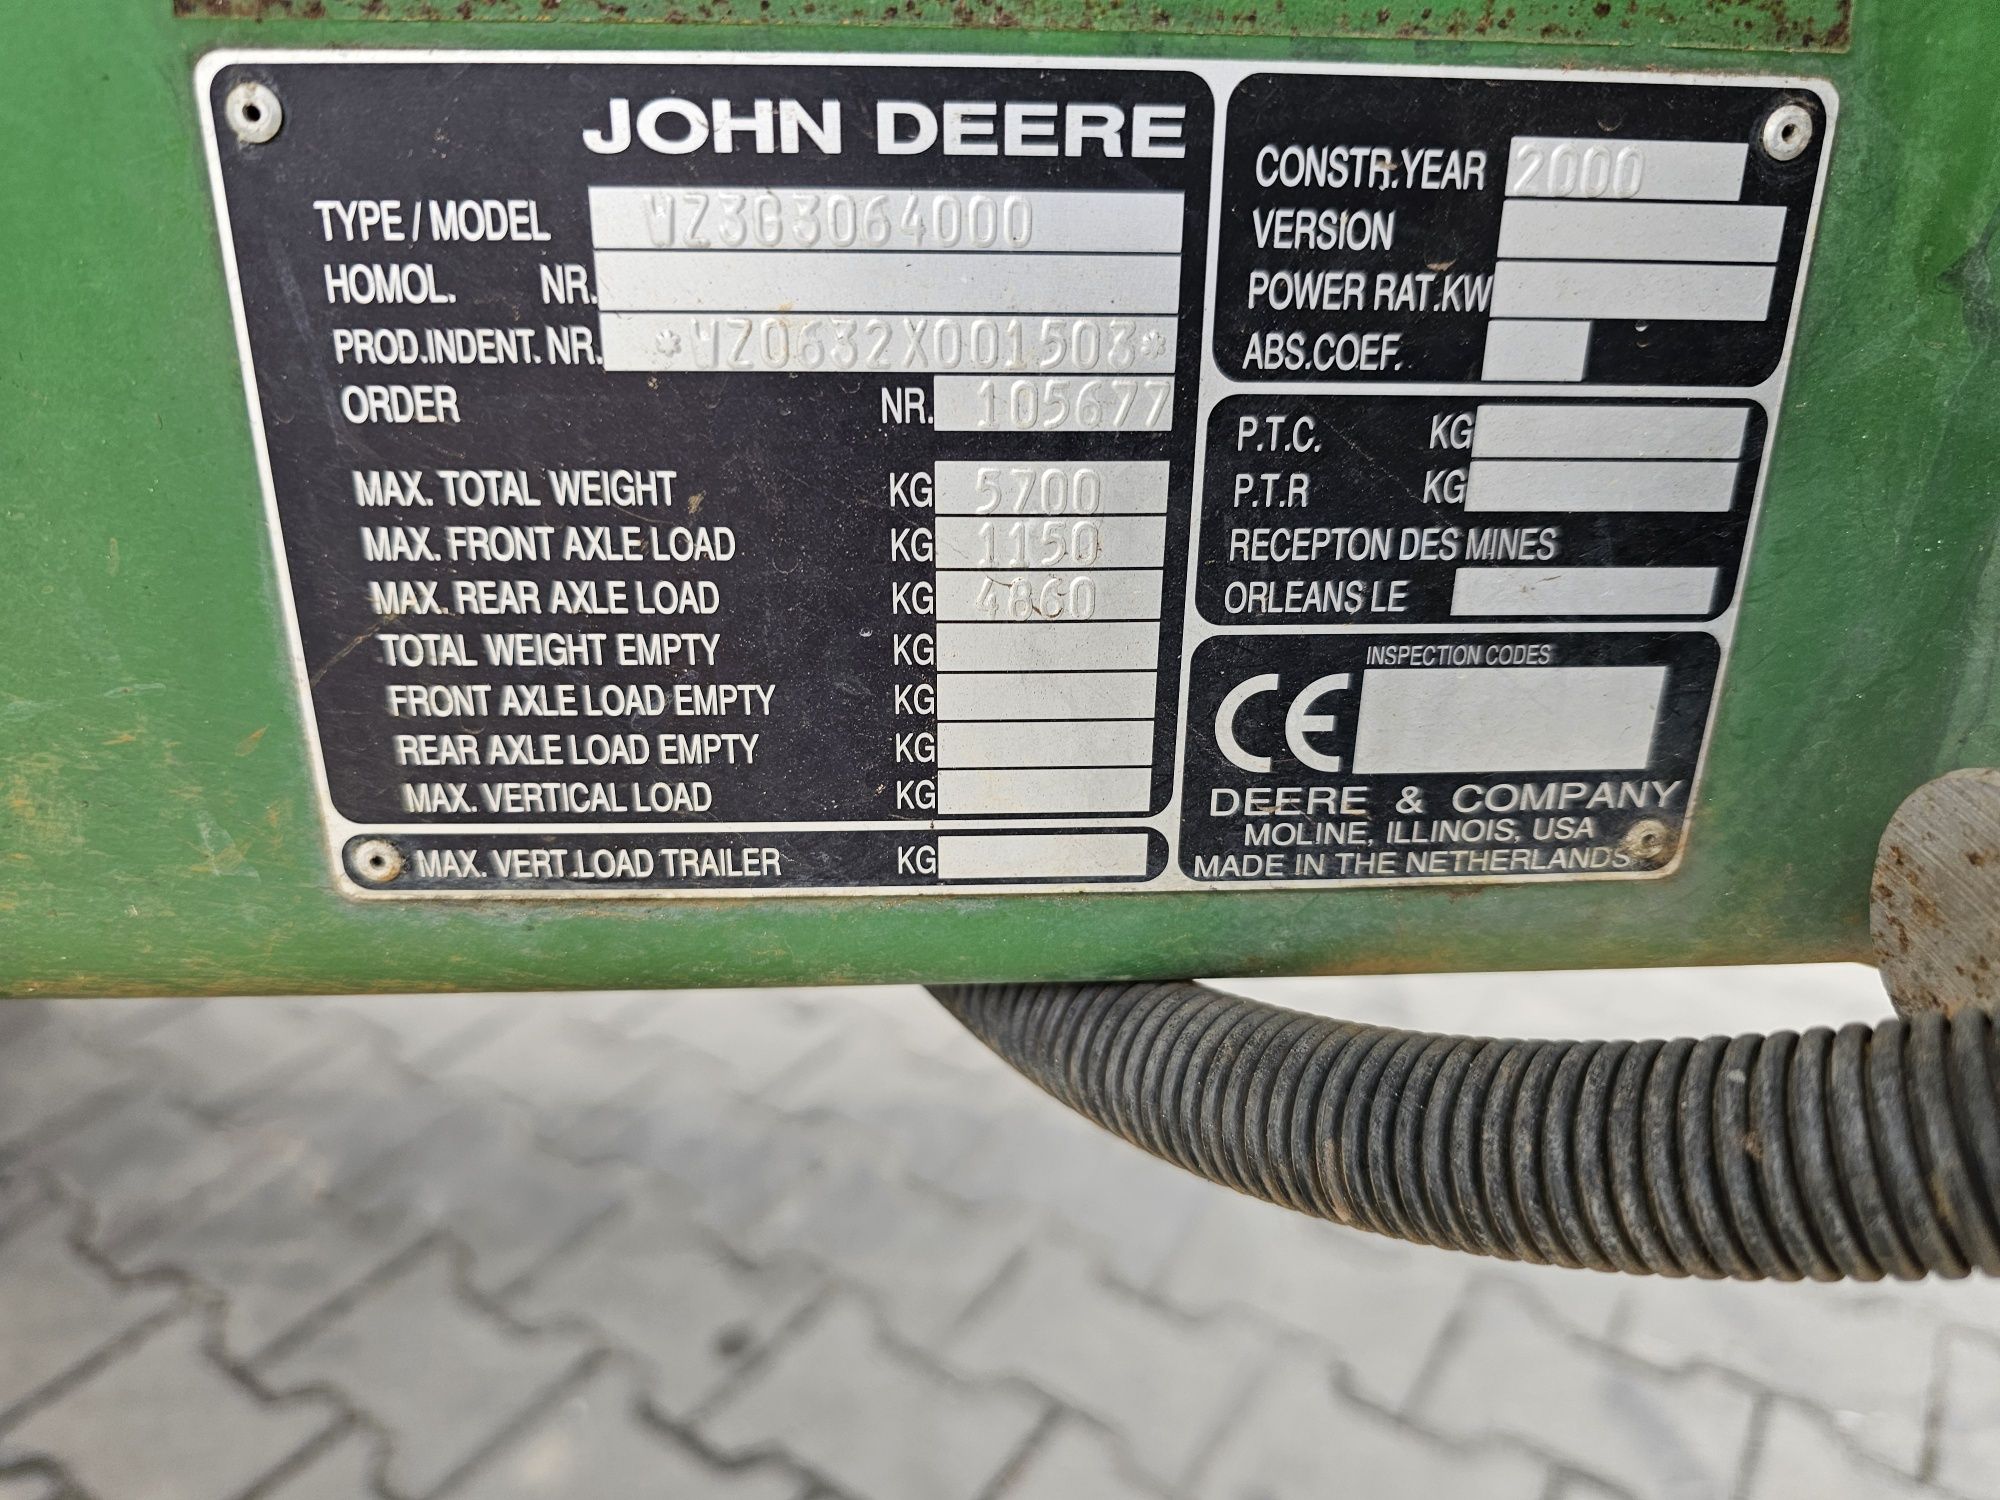 JOHN DEERE
TYPE / MODEL WZ3G3064000
HOMOL. NR.
PROD.INDENT. NR. *WZ0632X001503*
ORDER NR. 105677
MAX. TOTAL WEIGHT KG 5700
MAX. FRONT AXLE LOAD KG 1150
MAX. REAR AXLE LOAD KG 4860
TOTAL WEIGHT EMPTY KG
FRONT AXLE LOAD EMPTY KG
REAR AXLE LOAD EMPTY KG
MAX. VERTICAL LOAD KG
MAX. VERT.LOAD TRAILER KG
CONSTR.YEAR 2000
VERSION
POWER RAT.KW
ABS.COEF.
P.T.C. KG
P.T.R KG
RECEPTON DES MINES
ORLEANS LE
INSPECTION CODES
CE
DEERE & COMPANY
MOLINE, ILLINOIS, USA
MADE IN THE NETHERLANDS